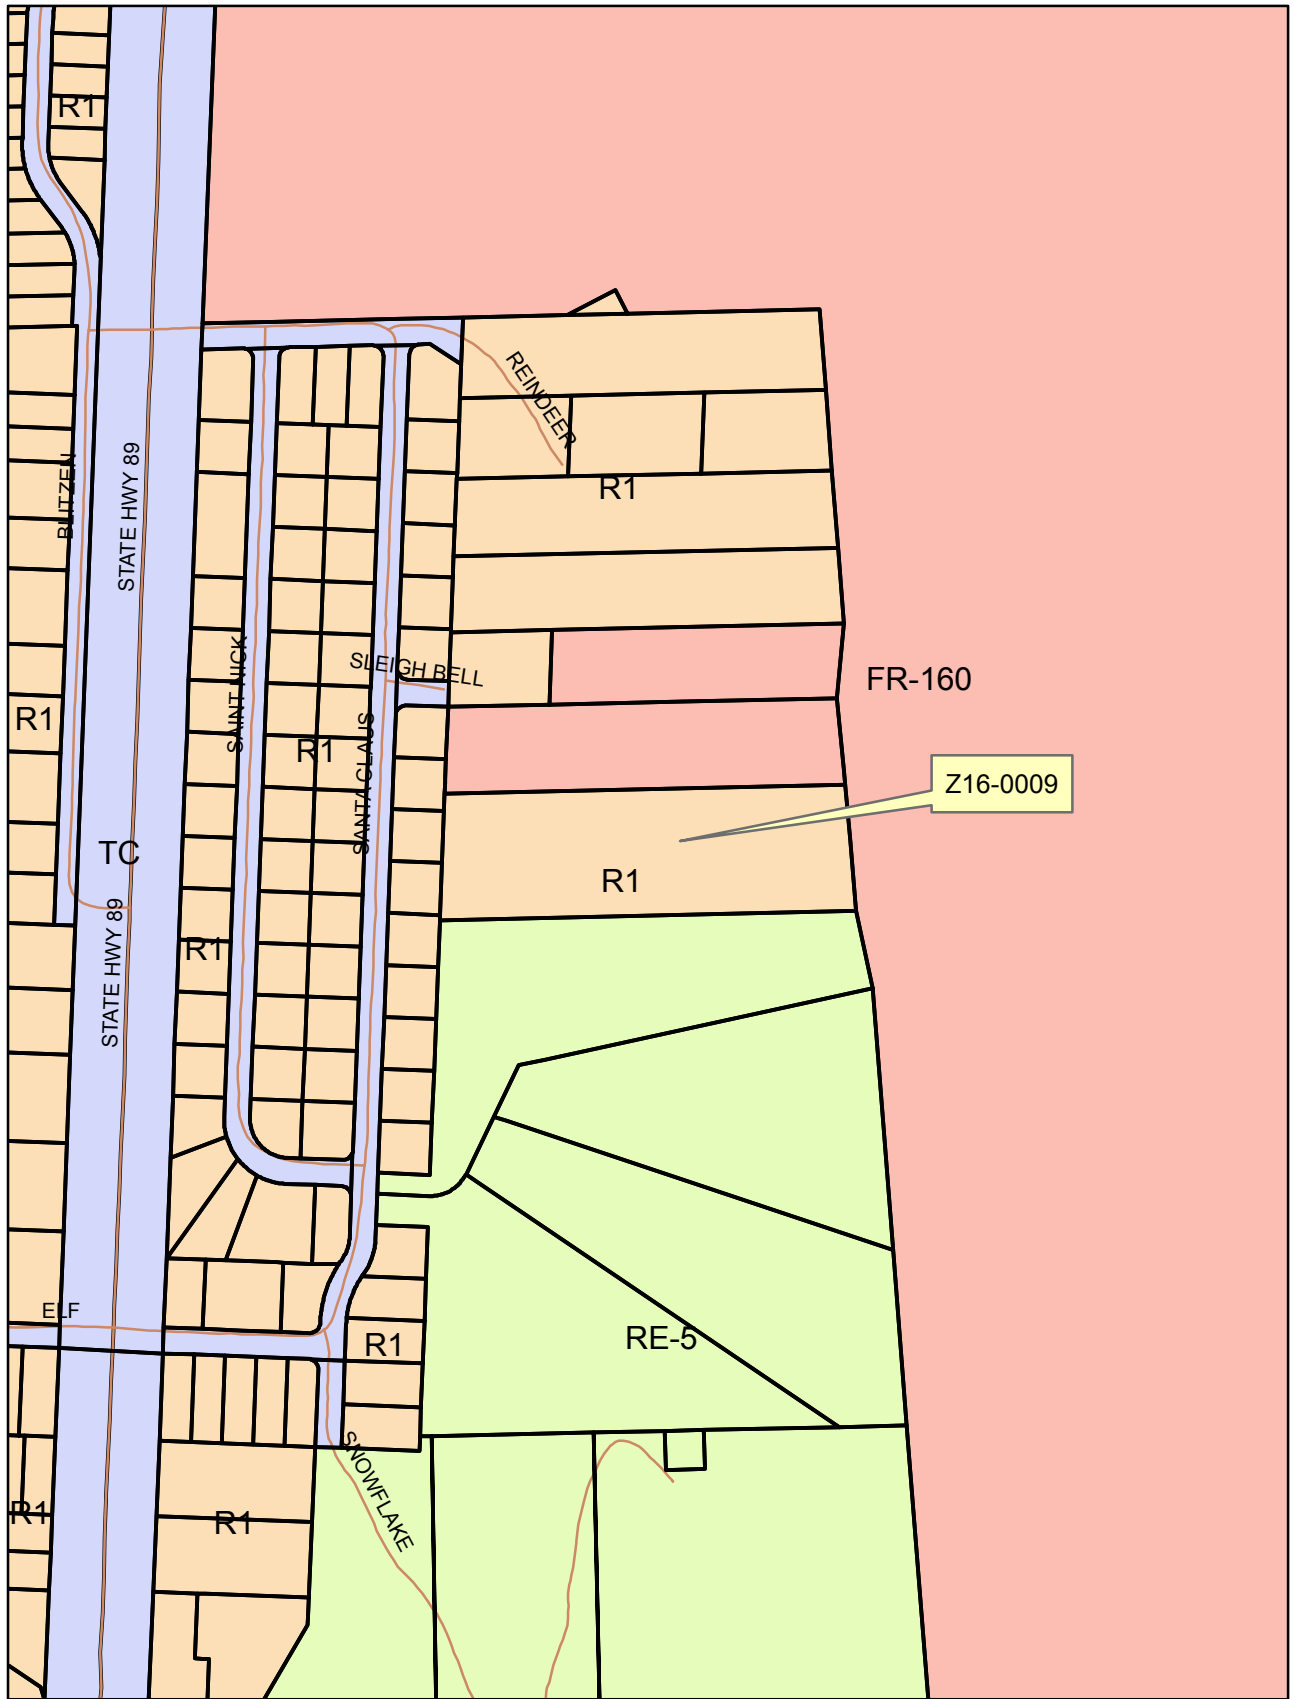 R1
REINDEER
BLITZEN
STATE HWY 89
R1
SAINT NICK
SLEIGH BELL
FR-160
R1
R1
SANTA CLAUS
Z16-0009
TC
R1
STATE HWY 89
R1
ELF
R1
RE-5
SNOWFLAKE
R1
R1